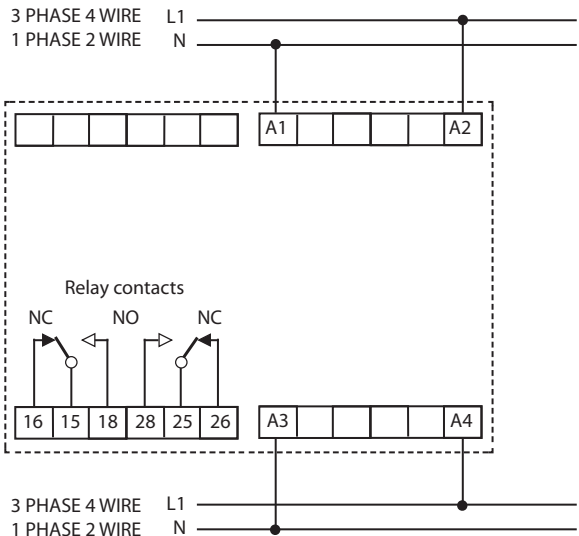 3 PHASE 4 WIRE L1
1 PHASE 2 WIRE N
A1 A2
Relay contacts
NC NO NC
16 15 18 28 25 26 A3 A4
3 PHASE 4 WIRE L1
1 PHASE 2 WIRE N